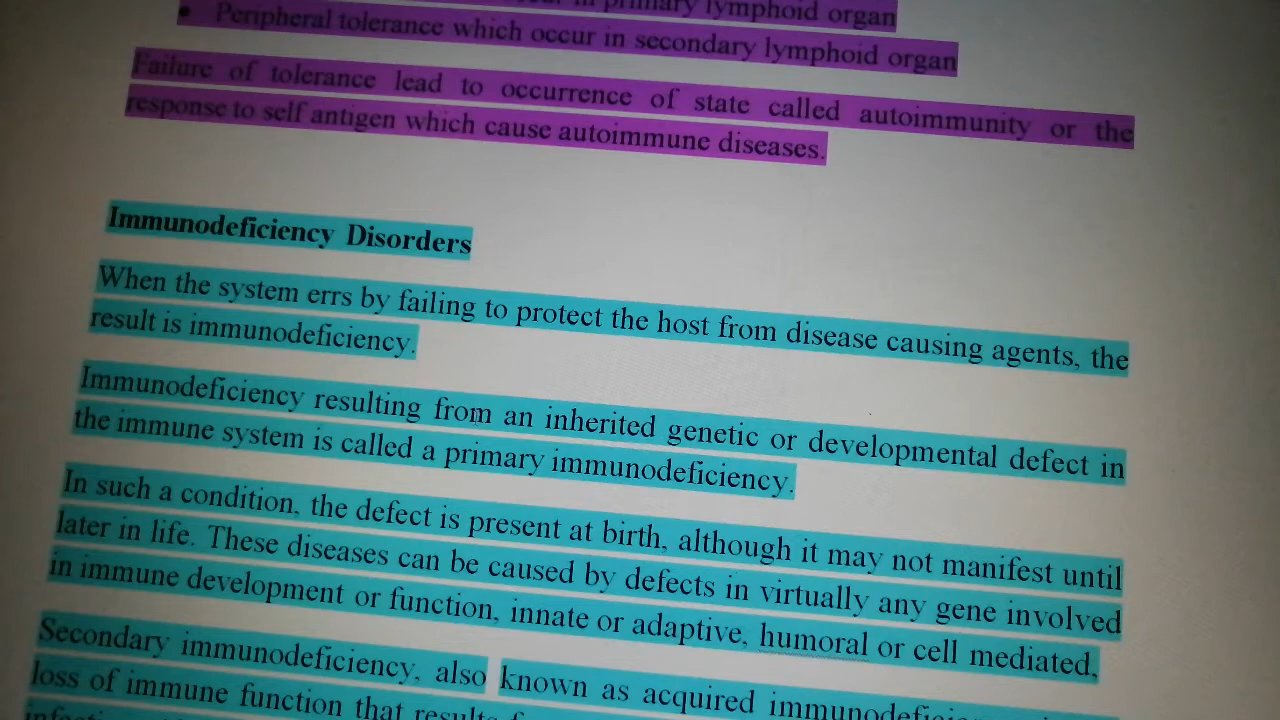 in primary lymphoid organ
• Peripheral tolerance which occur in secondary lymphoid organ
Failure of tolerance lead to occurrence of state called autoimmunity or the
response to self antigen which cause autoimmune diseases.
Immunodeficiency Disorders
When the system errs by failing to protect the host from disease causing agents, the
result is immunodeficiency.
Immunodeficiency resulting from an inherited genetic or developmental defect in
the immune system is called a primary immunodeficiency.
In such a condition, the defect is present at birth, although it may not manifest until
later in life. These diseases can be caused by defects in virtually any gene involved
in immune development or function, innate or adaptive, humoral or cell mediated,
Secondary immunodeficiency, also known as acquired
loss of immune function that results